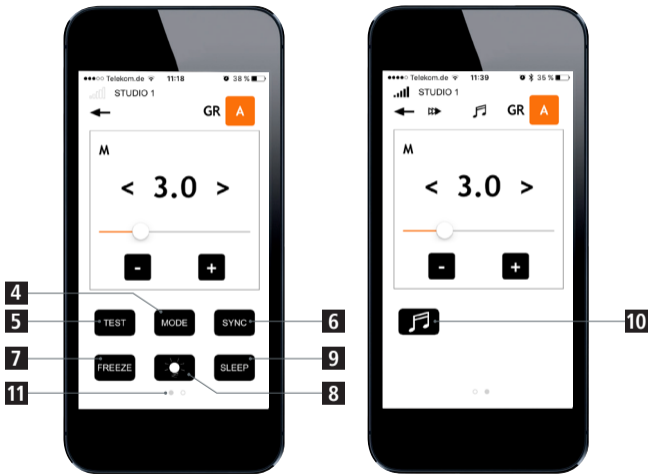 Telekom.de 11:18 38 %
STUDIO 1
GR A
M
< 3.0 >
- +
4
5 TEST MODE SYNC 6
7 FREEZE SLEEP 9
11 8
Telekom.de 11:39 35 %
STUDIO 1
GR A
M
< 3.0 >
- +
10